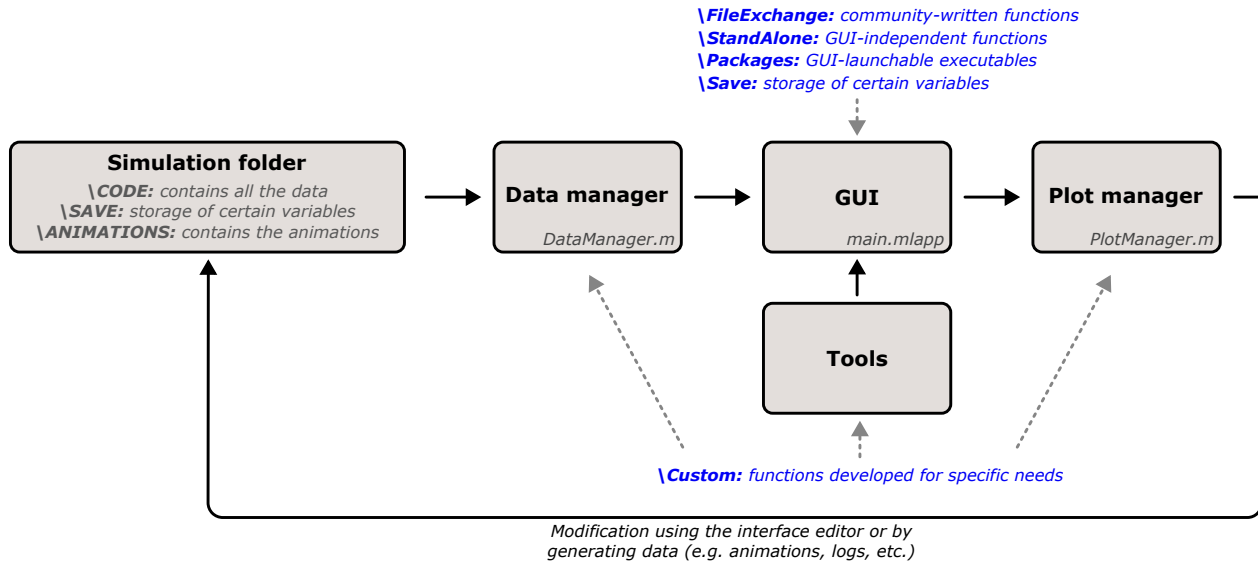 \FileExchange: community-written functions
\StandAlone: GUI-independent functions
\Packages: GUI-launchable executables
\Save: storage of certain variables
Simulation folder
\CODE: contains all the data
\SAVE: storage of certain variables
\ANIMATIONS: contains the animations
Data manager
DataManager.m
GUI
main.mlapp
Plot manager
PlotManager.m
Tools
\Custom: functions developed for specific needs
Modification using the interface editor or by
generating data (e.g. animations, logs, etc.)